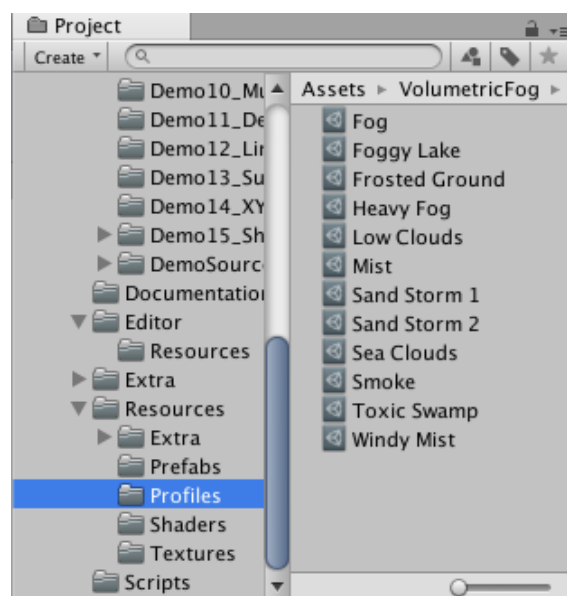 Project
Create
Demo10_Mu
Demo11_De
Demo12_Lir
Demo13_Su
Demo14_XY
Demo15_Sh
DemoSourc
Documentatio
Editor
Resources
Extra
Resources
Extra
Prefabs
Profiles
Shaders
Textures
Scripts
Assets VolumetricFog
Fog
Foggy Lake
Frosted Ground
Heavy Fog
Low Clouds
Mist
Sand Storm 1
Sand Storm 2
Sea Clouds
Smoke
Toxic Swamp
Windy Mist